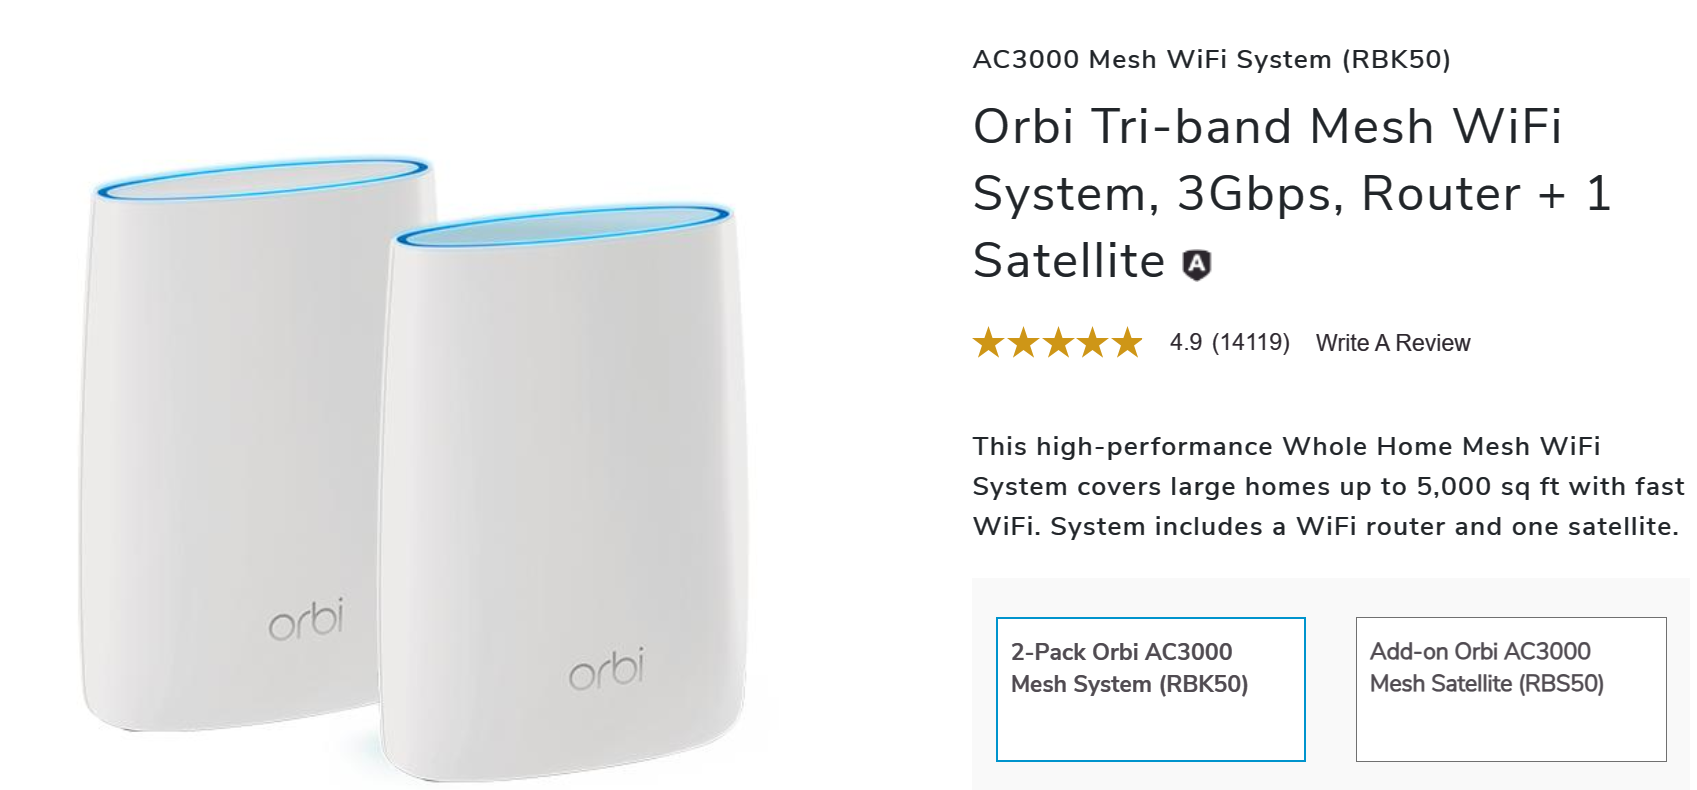 AC3000 Mesh WiFi System (RBK50)
Orbi Tri-band Mesh WiFi
System, 3Gbps, Router + 1
Satellite A
4.9 (14119) Write A Review
This high-performance Whole Home Mesh WiFi
System covers large homes up to 5,000 sq ft with fast
WiFi. System includes a WiFi router and one satellite.
2-Pack Orbi AC3000
Mesh System (RBK50)
Add-on Orbi AC3000
Mesh Satellite (RBS50)
orbi
orbi